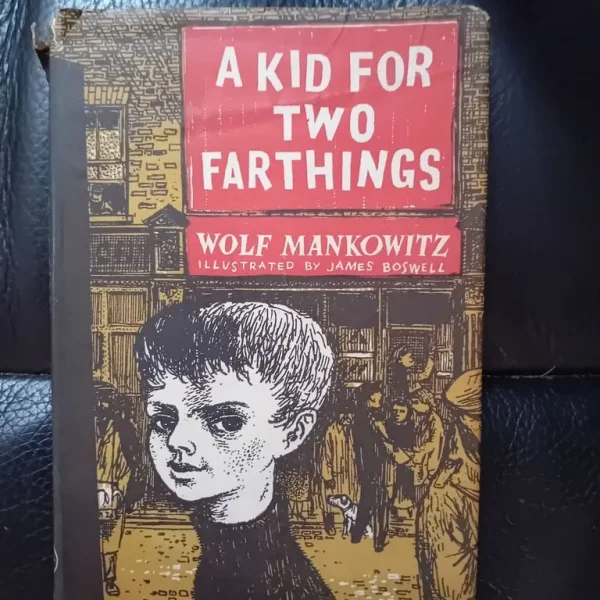 A KID FOR
TWO
FARTHINGS
WOLF MANKOWITZ
ILLUSTRATED BY JAMES BOSWELL